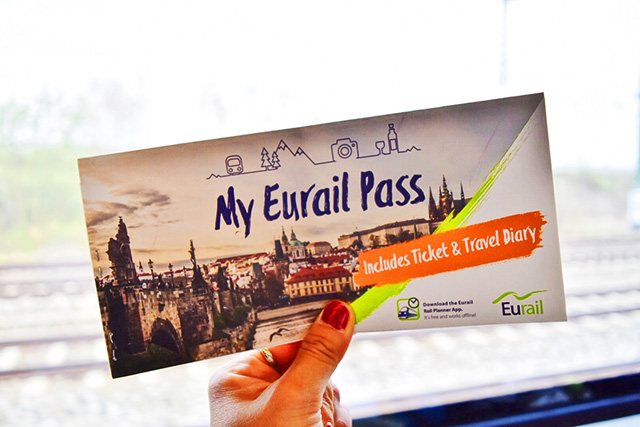 My Eurail Pass
Includes Ticket & Travel Diary
Download the Eurail
Rail Planner App.
It's free and works offline!
Eurail